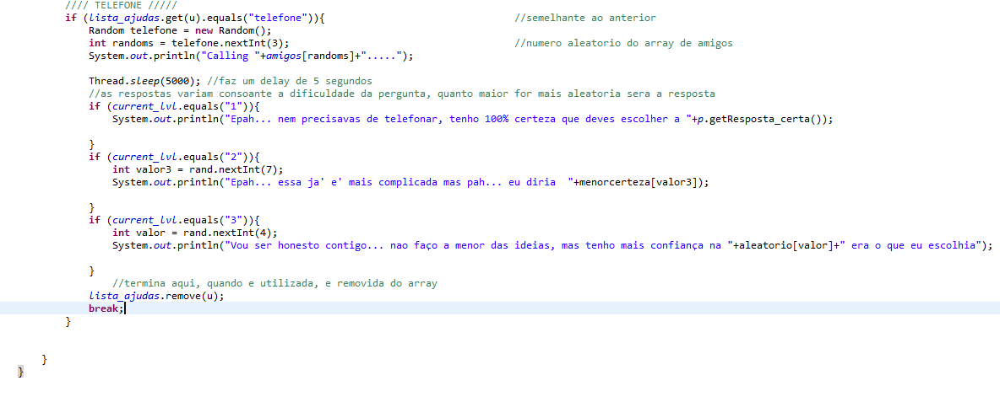 //// TELEFONE /////
if (lista_ajudas.get(u).equals("telefone")){ //semelhante ao anterior
Random telefone = new Random();
int randoms = telefone.nextInt(3); //numero aleatorio do array de amigos
System.out.println("Calling "+amigos[randoms]+".....");
Thread.sleep(5000); //faz um delay de 5 segundos
//as respostas variam consoante a dificuldade da pergunta, quanto maior for mais aleatoria sera a resposta
if (current_lvl.equals("1")){
System.out.println("Epah... nem precisavas de telefonar, tenho 100% certeza que deves escolher a "+p.getResposta_certa());
}
if (current_lvl.equals("2")){
int valor3 = rand.nextInt(7);
System.out.println("Epah... essa ja' e' mais complicada mas pah... eu diria  "+menorcerteza[valor3]);
}
if (current_lvl.equals("3")){
int valor = rand.nextInt(4);
System.out.println("Vou ser honesto contigo... nao faço a menor das ideias, mas tenho mais confiança na "+aleatorio[valor]+" era o que eu escolhia");
}
//termina aqui, quando e utilizada, e removida do array
lista_ajudas.remove(u);
break;
}
}
}